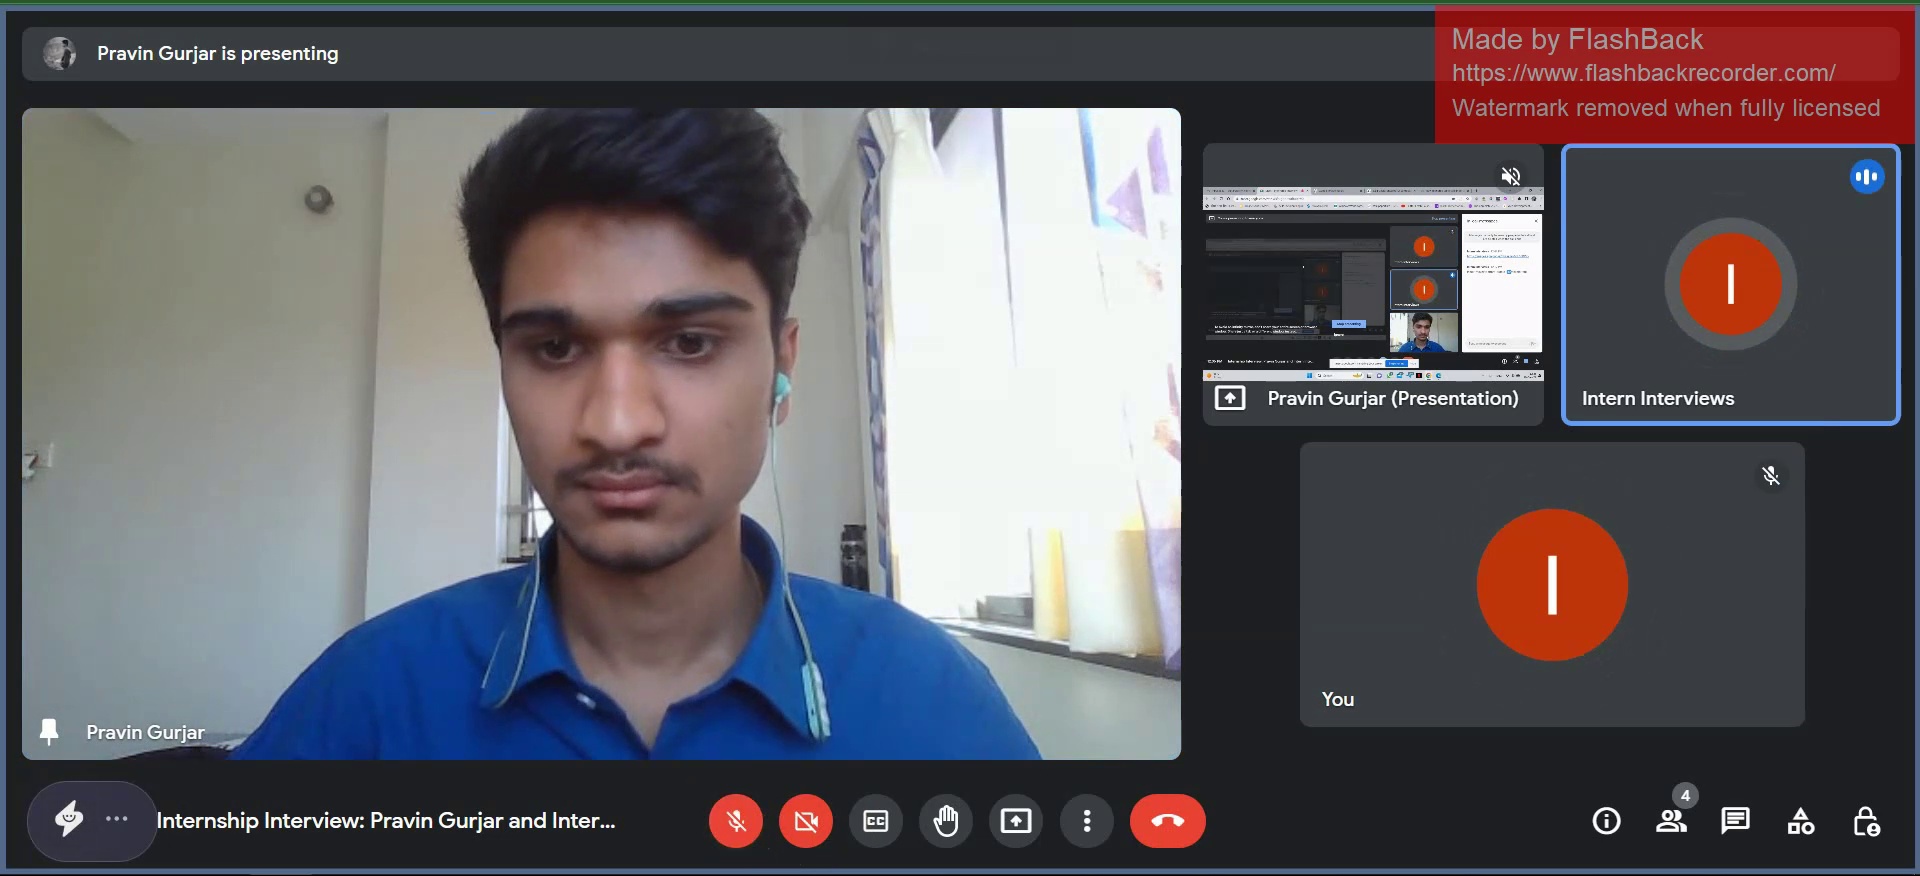 Pravin Gurjar is presenting
Made by FlashBack
https://www.flashbackrecorder.com/
Watermark removed when fully licensed
Pravin Gurjar (Presentation)
Intern Interviews
I
I
You
Pravin Gurjar
Internship Interview: Pravin Gurjar and Inter...
CC
4